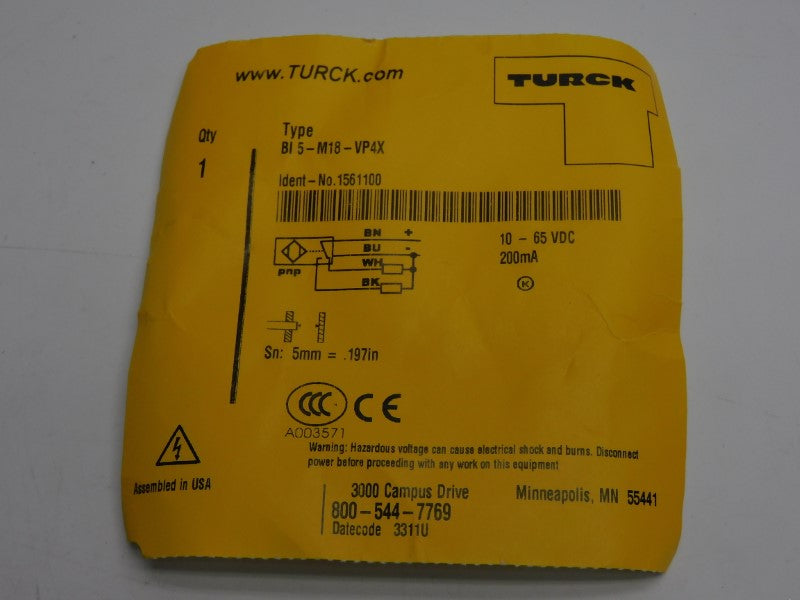 www.TURCK.com
TURCK
Qty
1
Type
BI 5-M18-VP4X
Ident-No.1561100
BN +
BU -
WH
BK
pnp
10 - 65 VDC
200mA
K
Sn: 5mm = .197in
CCC CE
A003571
Warning: Hazardous voltage can cause electrical shock and burns. Disconnect
power before proceeding with any work on this equipment
Assembled in USA
3000 Campus Drive Minneapolis, MN 55441
800-544-7769
Datecode 3311U